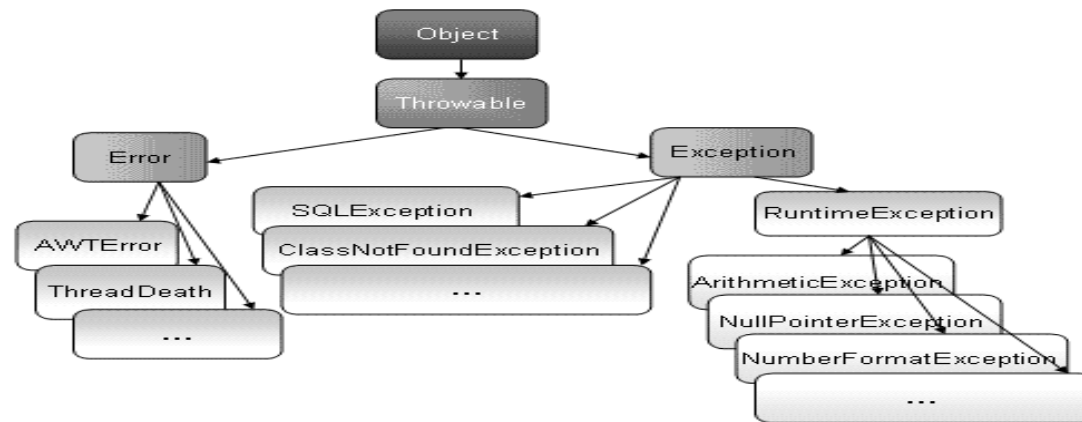 Object
Throwable
Error
Exception
SQLException
RuntimeException
AWTError
ClassNotFoundException
ThreadDeath
...
ArithmeticException
...
NullPointerException
NumberFormatException
...